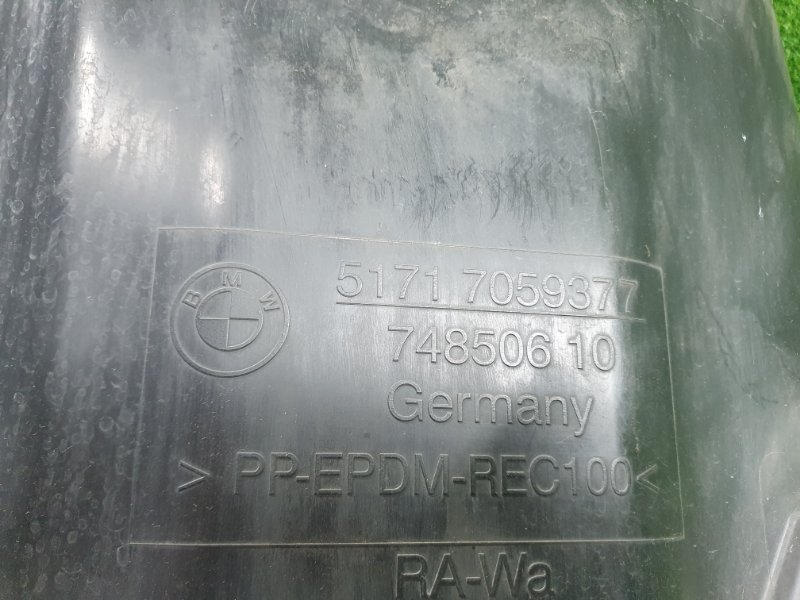 BMW
5171 7059377
748506 10
Germany
> PP-EPDM-REC100 <
RA-Wa